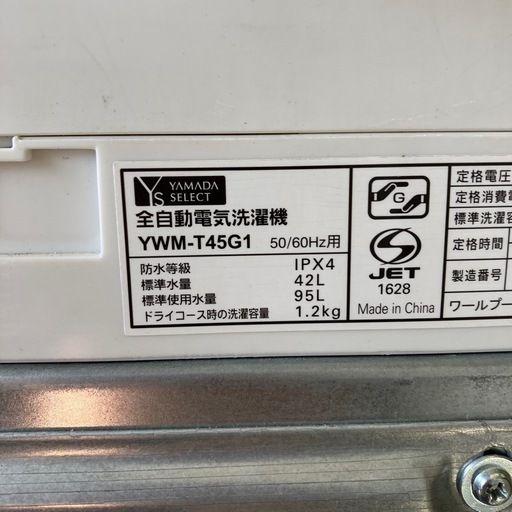 YS YAMADA
SELECT
全自動電気洗濯機
YWM-T45G1 50/60Hz用
防水等級 IPX4
標準水量 42L
標準使用水量 95L
ドライコース時の洗濯容量 1.2kg
G
S
JET
1628
Made in China
定格電圧
定格消費電
標準洗濯容
定格時間
製造番号
ワールプー